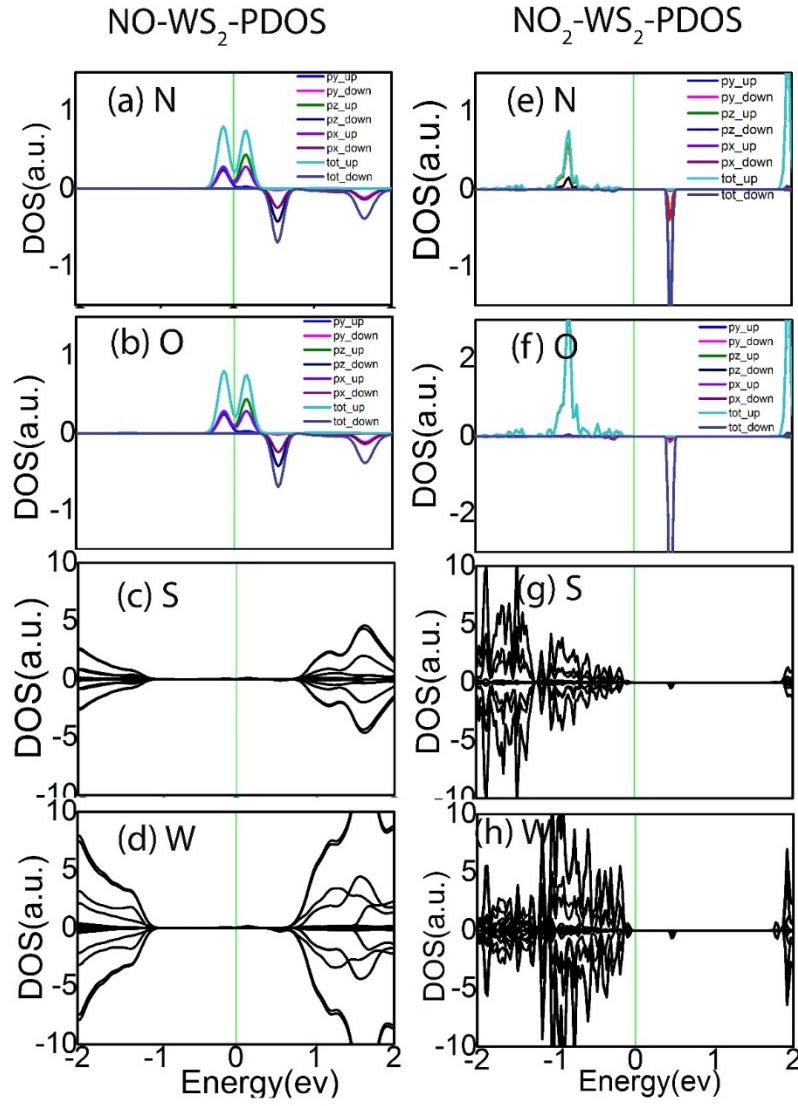 NO-WS2-PDOS
NO2-WS2-PDOS
(a) N
py_up
py_down
pz_up
pz_down
px_up
px_down
tot_up
tot_down
1
0
-1
DOS(a.u.)
(e) N
py_up
py_down
pz_up
pz_down
px_up
px_down
tot_up
tot_down
1
0
-1
DOS(a.u.)
(b) O
py_up
py_down
pz_up
pz_down
px_up
px_down
tot_up
tot_down
1
0
-1
DOS(a.u.)
(f) O
py_up
py_down
pz_up
pz_down
px_up
px_down
tot_up
tot_down
2
0
-2
DOS(a.u.)
(c) S
10
5
0
-5
-10
DOS(a.u.)
(g) S
10
5
0
-5
-10
DOS(a.u.)
(d) W
10
5
0
-5
-10
DOS(a.u.)
-2 -1 0 1 2
Energy(ev)
(h) W
10
5
0
-5
-10
DOS(a.u.)
-2 -1 0 1 2
Energy(ev)